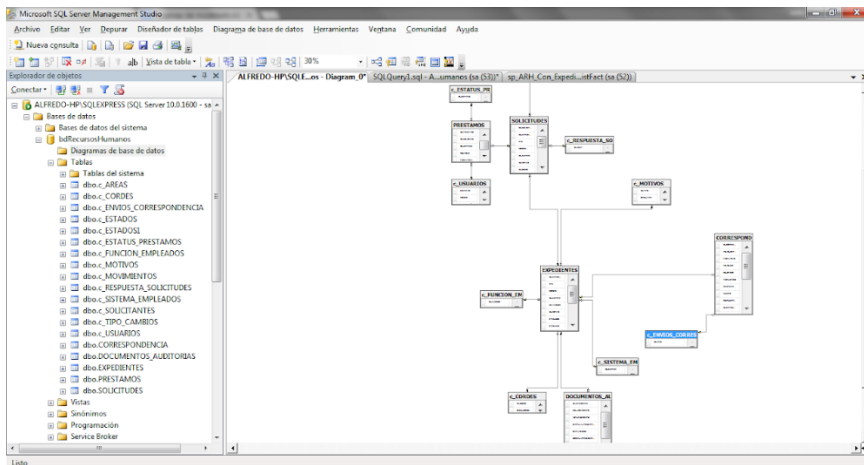 Microsoft SQL Server Management Studio
Archivo Editar Ver Depurar Diseñador de tablas Diagrama de base de datos Herramientas Ventana Comunidad Ayuda
Nueva consulta
Vista de tabla 30%
Explorador de objetos
ALFREDO-HP\SQLE...os - Diagram_0* SQLQuery1.sql - A...umanos (sa (53))* sp_ARH_Con_Expedi...istFact (sa (52))
Conectar
ALFREDO-HP\SQLEXPRESS (SQL Server 10.0.1600 - sa
Bases de datos
Bases de datos del sistema
bdRecursosHumanos
Diagramas de base de datos
Tablas
Tablas del sistema
dbo.c_AREAS
dbo.c_CORDES
dbo.c_ENVIOS_CORRESPONDENCIA
dbo.c_ESTADOS
dbo.c_ESTADOS1
dbo.c_ESTATUS_PRESTAMOS
dbo.c_FUNCION_EMPLEADOS
dbo.c_MOTIVOS
dbo.c_MOVIMIENTOS
dbo.c_RESPUESTA_SOLICITUDES
dbo.c_SISTEMA_EMPLEADOS
dbo.c_SOLICITANTES
dbo.c_TIPO_CAMBIOS
dbo.c_USUARIOS
dbo.CORRESPONDENCIA
dbo.DOCUMENTOS_AUDITORIAS
dbo.EXPEDIENTES
dbo.PRESTAMOS
dbo.SOLICITUDES
Vistas
Sinónimos
Programación
Service Broker
c_ESTATUS_PR
PRESTAMOS
SOLICITUDES
c_RESPUESTA_SO
c_USUARIOS
c_MOTIVOS
CORRESPOND
EXPEDIENTES
c_FUNCION_EM
c_ENVIOS_CORRES
c_SISTEMA_EM
c_CORDES
DOCUMENTOS_AL
Listo